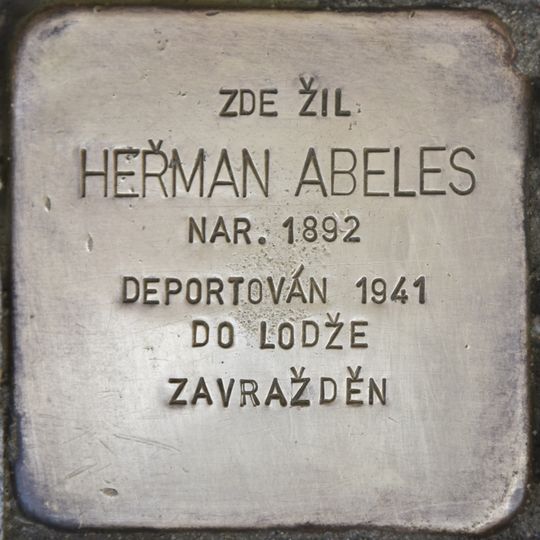 ZDE ŽIL
HEŘMAN ABELES
NAR. 1892
DEPORTOVÁN 1941
DO LODŽE
ZAVRAŽDĚN